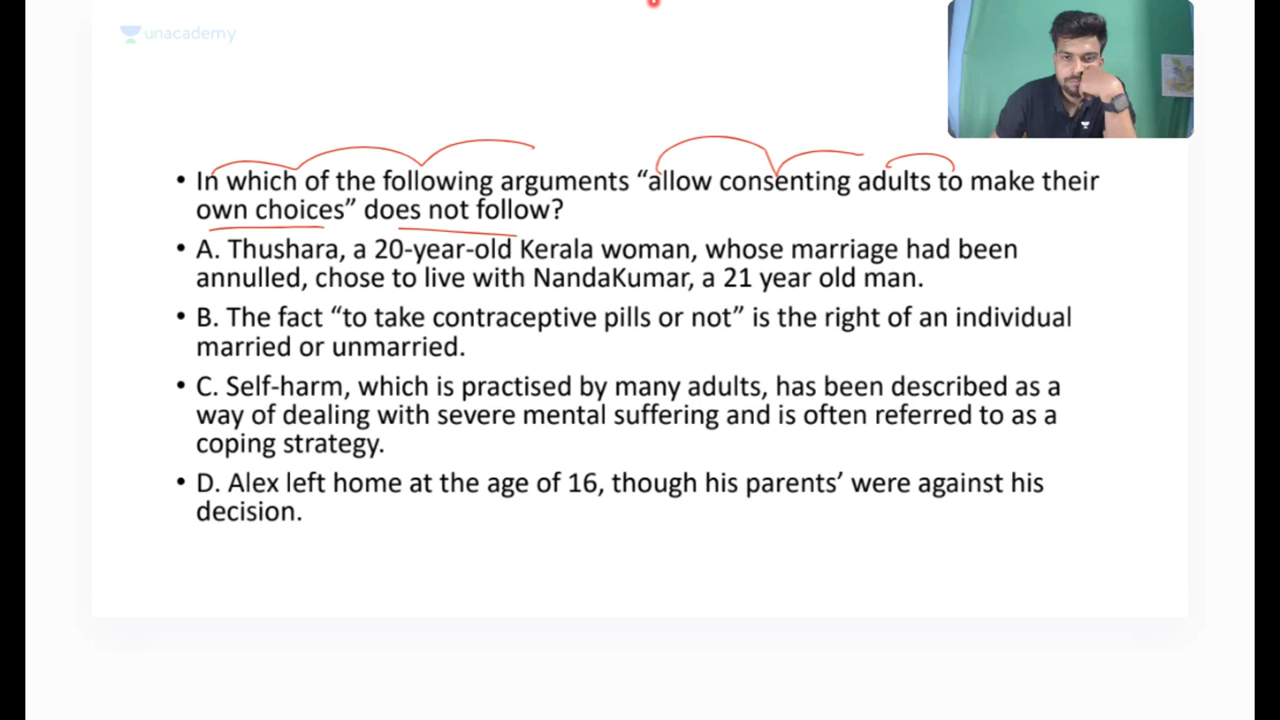 unacademy
• In which of the following arguments “allow consenting adults to make their
own choices” does not follow?
• A. Thushara, a 20-year-old Kerala woman, whose marriage had been
annulled, chose to live with NandaKumar, a 21 year old man.
• B. The fact “to take contraceptive pills or not” is the right of an individual
married or unmarried.
• C. Self-harm, which is practised by many adults, has been described as a
way of dealing with severe mental suffering and is often referred to as a
coping strategy.
• D. Alex left home at the age of 16, though his parents’ were against his
decision.